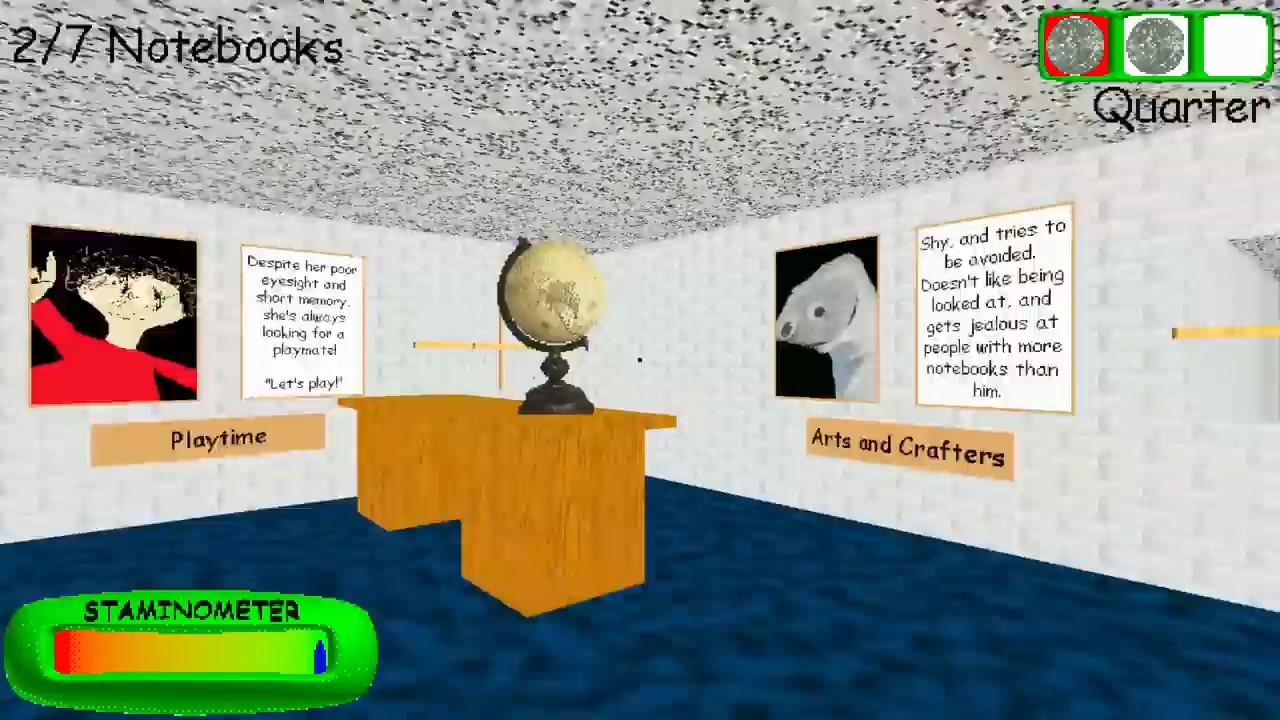 2/7 Notebooks
Quarter
Despite her poor
eyesight and
short memory,
she's always
looking for a
playmate!
"Let's play!"
Playtime
Shy, and tries to
be avoided.
Doesn't like being
looked at, and
gets jealous at
people with more
notebooks than
him.
Arts and Crafters
STAMINOMETER